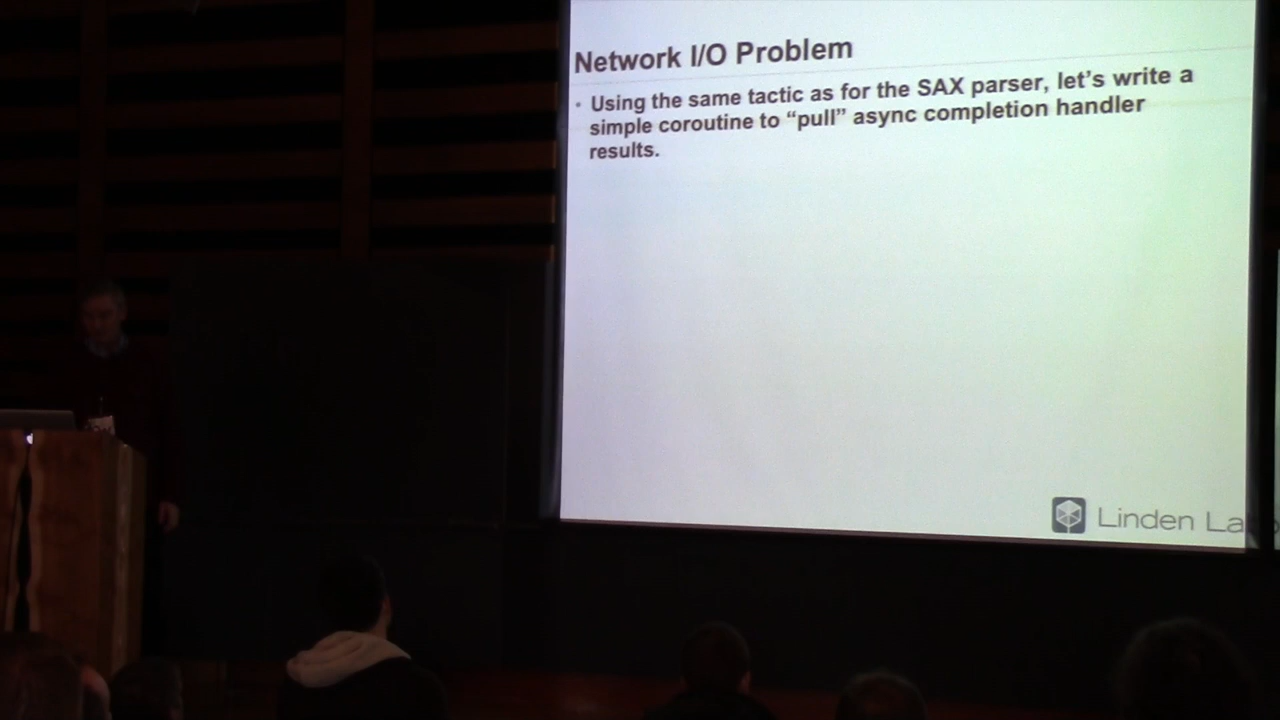 Network I/O Problem
• Using the same tactic as for the SAX parser, let's write a
simple coroutine to “pull” async completion handler
results.
Linden La